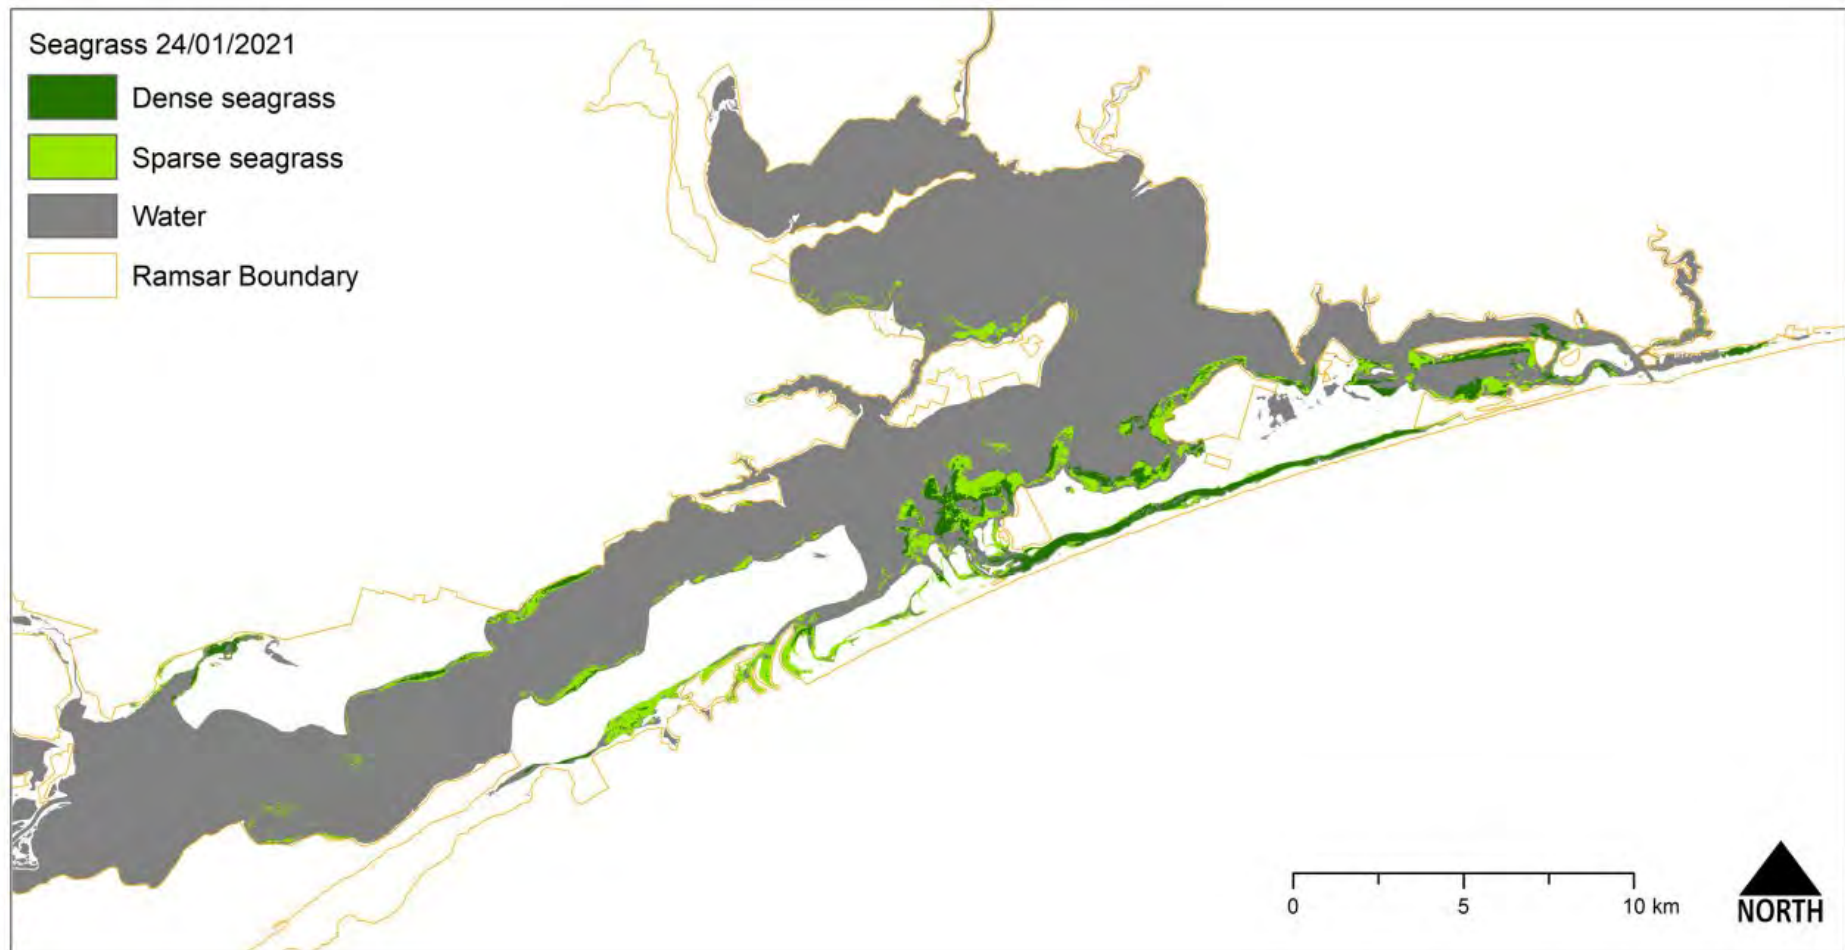 Seagrass 24/01/2021
Dense seagrass
Sparse seagrass
Water
Ramsar Boundary
0 5 10 km
NORTH